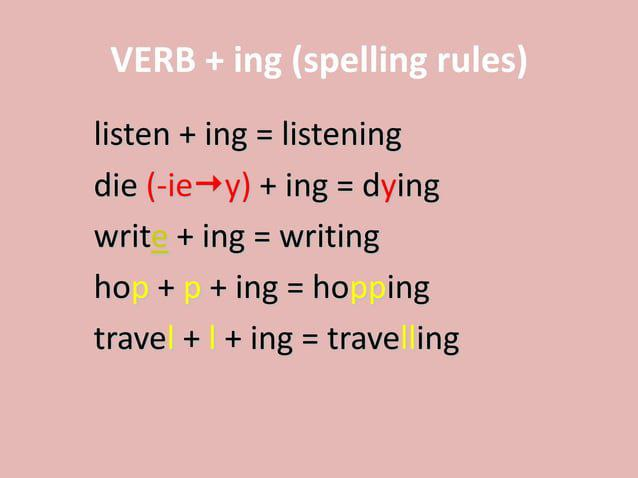 VERB + ing (spelling rules)
listen + ing = listening
die (-ie→y) + ing = dying
write + ing = writing
hop + p + ing = hopping
travel + l + ing = travelling